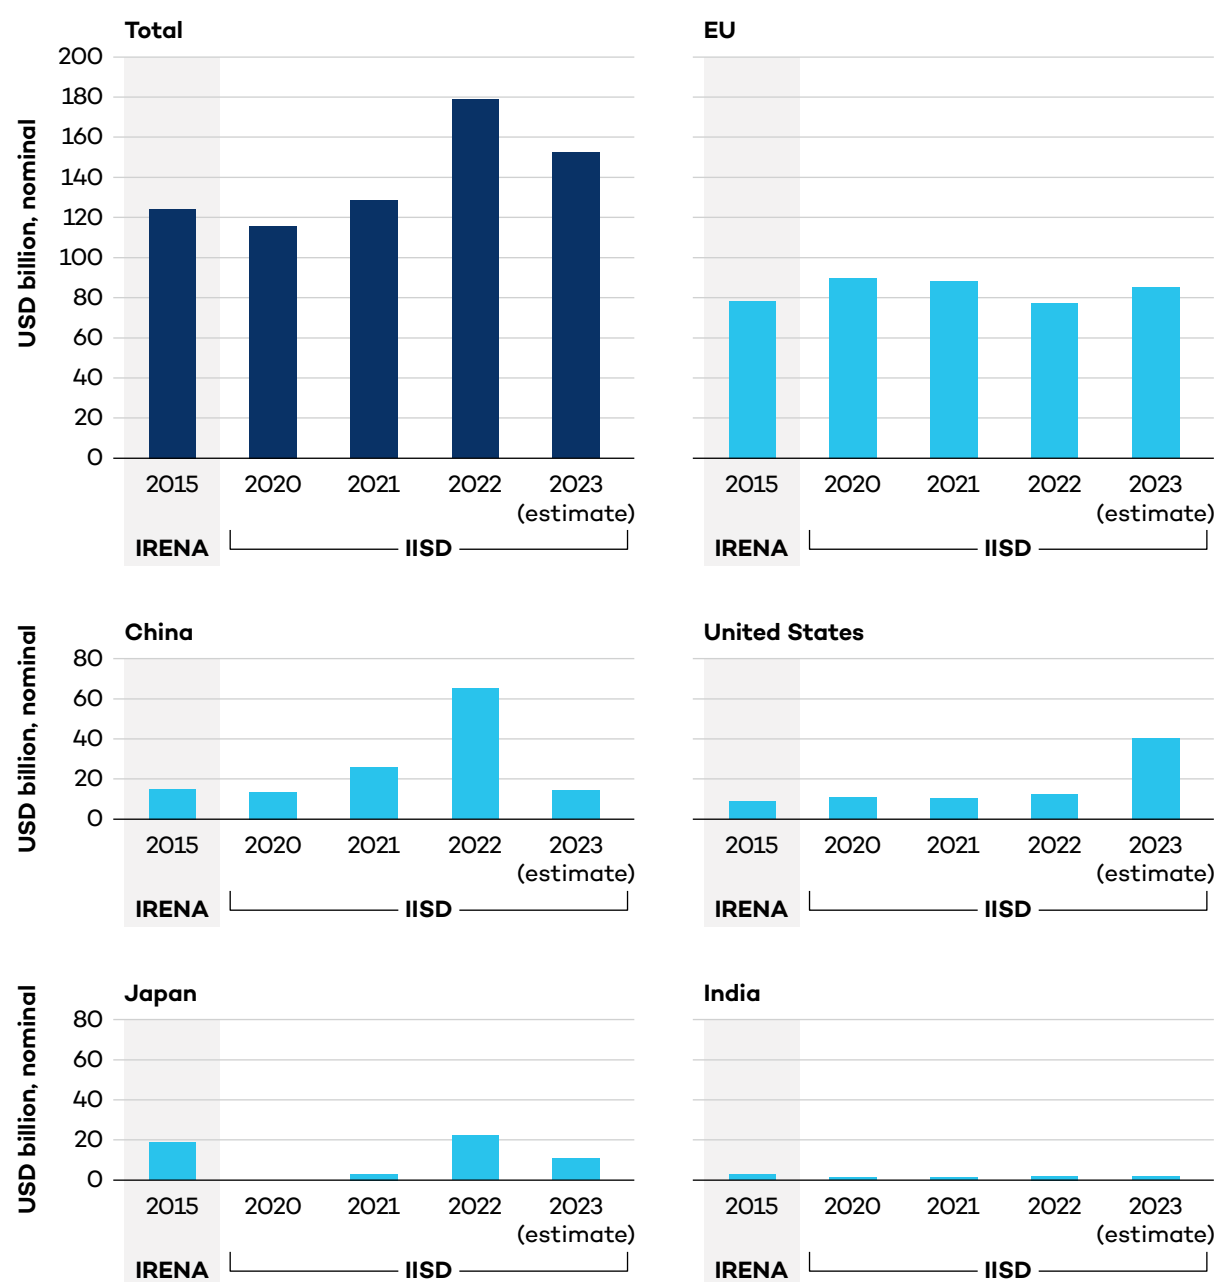 Total
USD billion, nominal
200
180
160
140
120
100
80
60
40
20
0
2015 2020 2021 2022 2023
(estimate)
IRENA IISD
EU
2015 2020 2021 2022 2023
(estimate)
IRENA IISD
China
USD billion, nominal
80
60
40
20
0
2015 2020 2021 2022 2023
(estimate)
IRENA IISD
United States
2015 2020 2021 2022 2023
(estimate)
IRENA IISD
Japan
USD billion, nominal
80
60
40
20
0
2015 2020 2021 2022 2023
(estimate)
IRENA IISD
India
2015 2020 2021 2022 2023
(estimate)
IRENA IISD